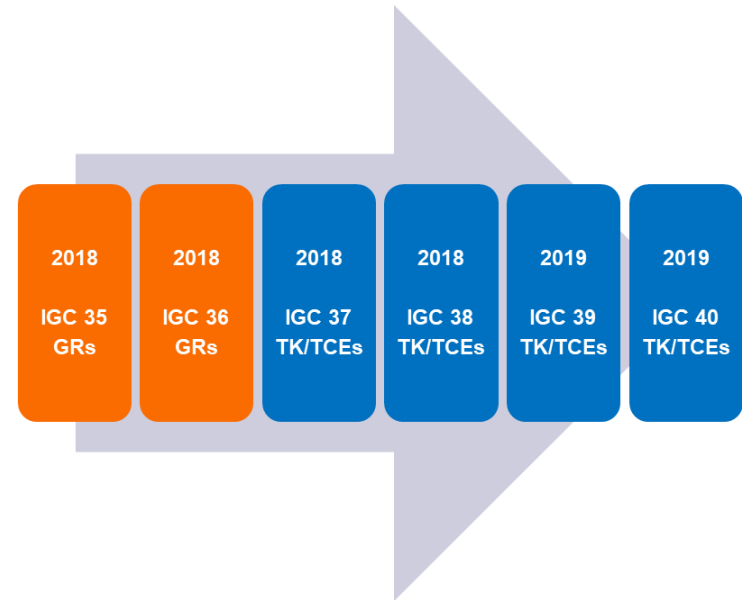 2018
IGC 35
GRs
2018
IGC 36
GRs
2018
IGC 37
TK/TCEs
2018
IGC 38
TK/TCEs
2019
IGC 39
TK/TCEs
2019
IGC 40
TK/TCEs